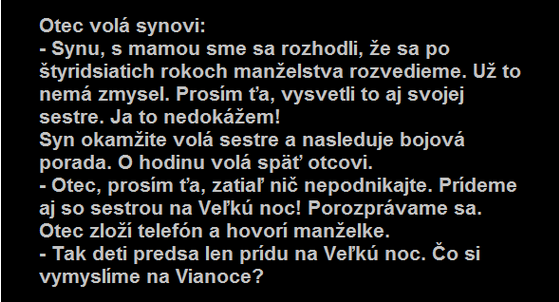 Otec volá synovi:
- Synu, s mamou sme sa rozhodli, že sa po
štyridsiatich rokoch manželstva rozvedieme. Už to
nemá zmysel. Prosím ťa, vysvetli to aj svojej
sestre. Ja to nedokážem!
Syn okamžite volá sestre a nasleduje bojová
porada. O hodinu volá späť otcovi.
- Otec, prosím ťa, zatiaľ nič nepodnikajte. Prídeme
aj so sestrou na Veľkú noc! Porozprávame sa.
Otec zloží telefón a hovorí manželke.
- Tak deti predsa len prídu na Veľkú noc. Čo si
vymyslíme na Vianoce?